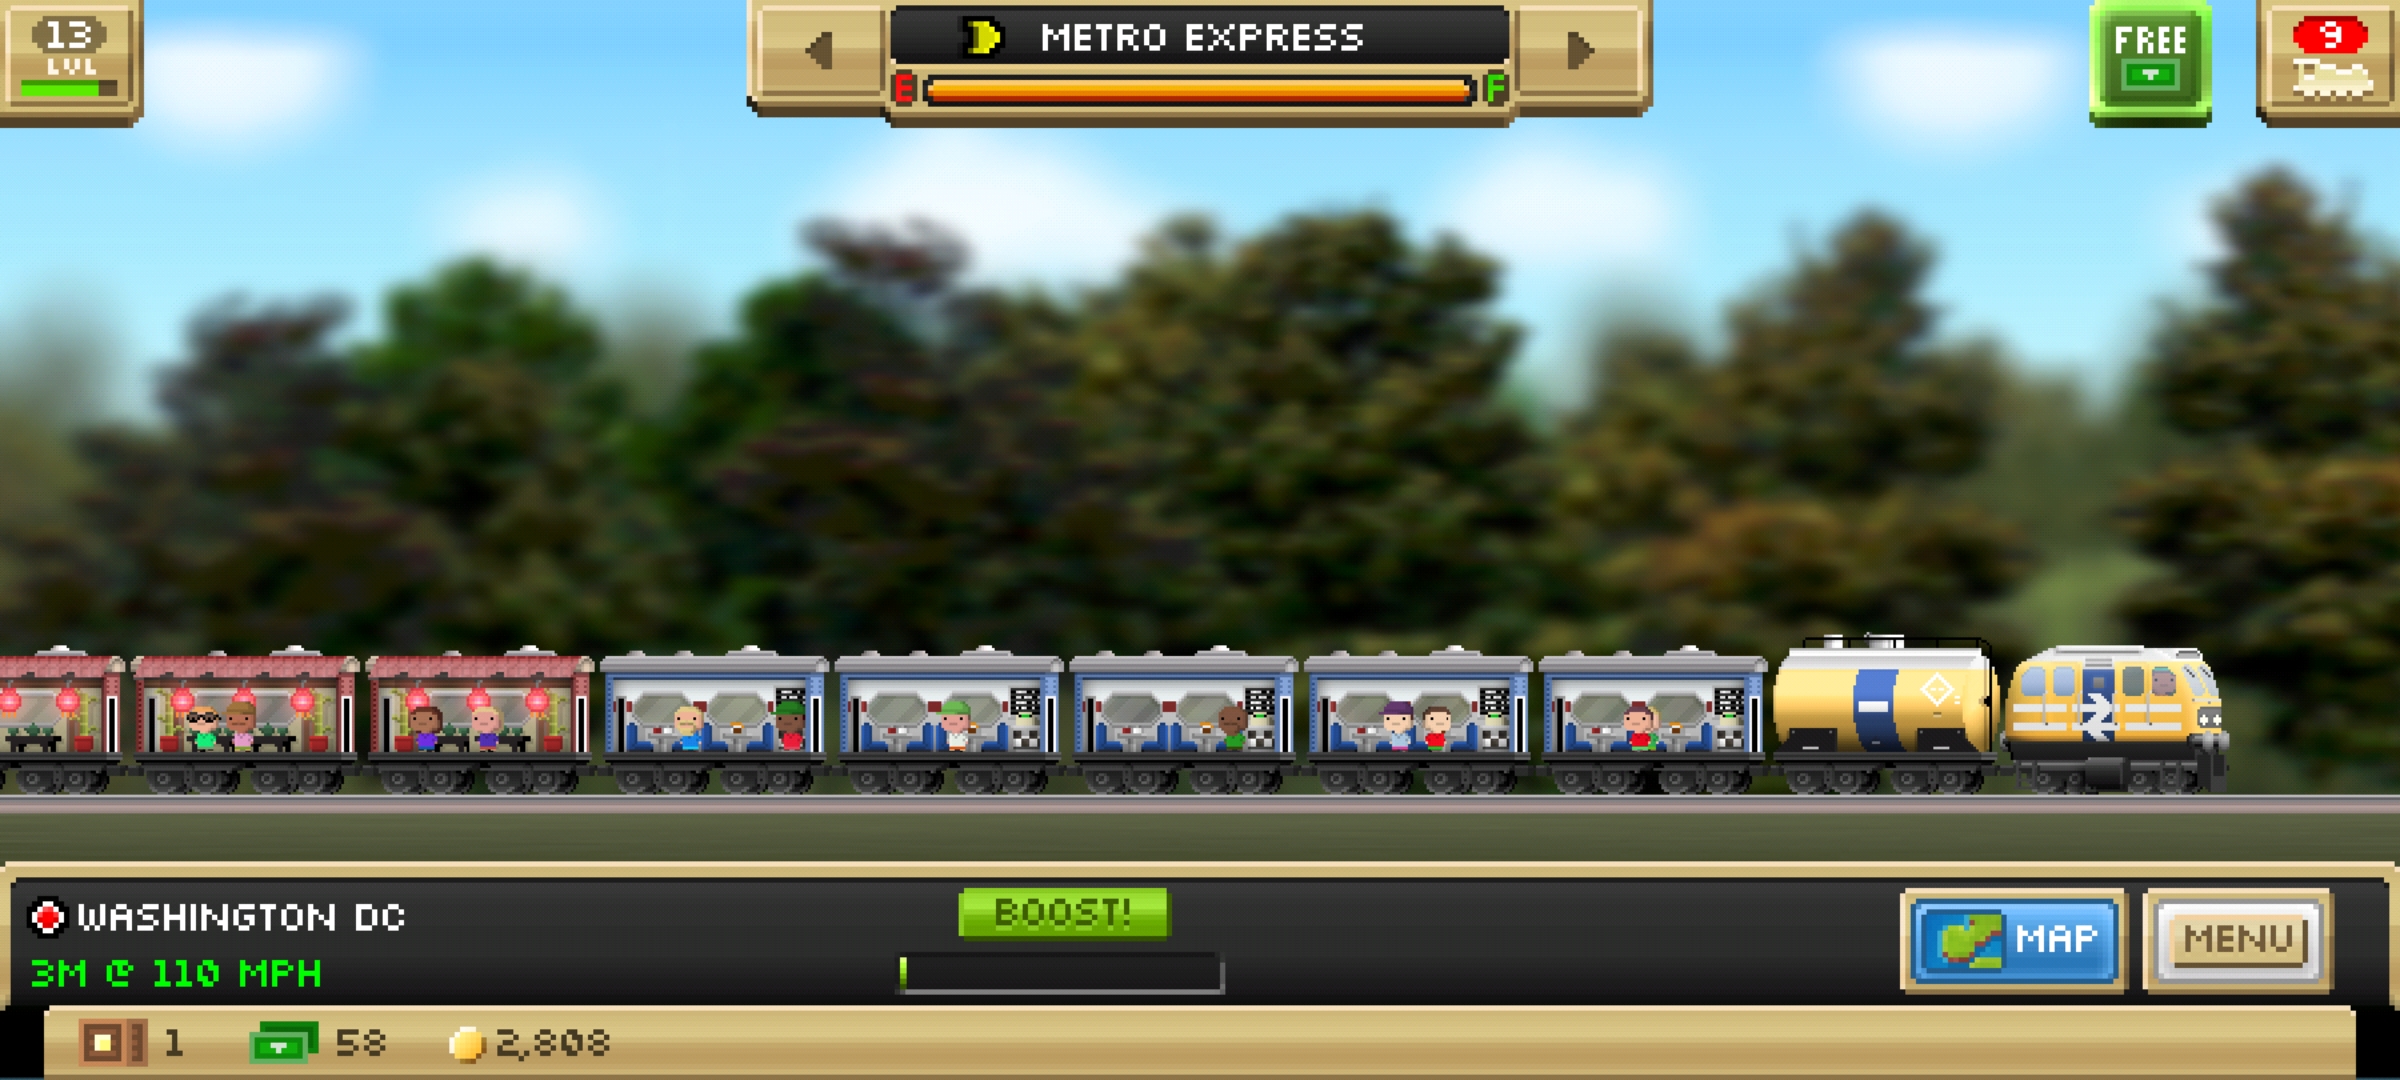 13
LVL
METRO EXPRESS
E F
FREE
9
WASHINGTON DC
3M @ 110 MPH
BOOST!
MAP
MENU
1
58
2,808